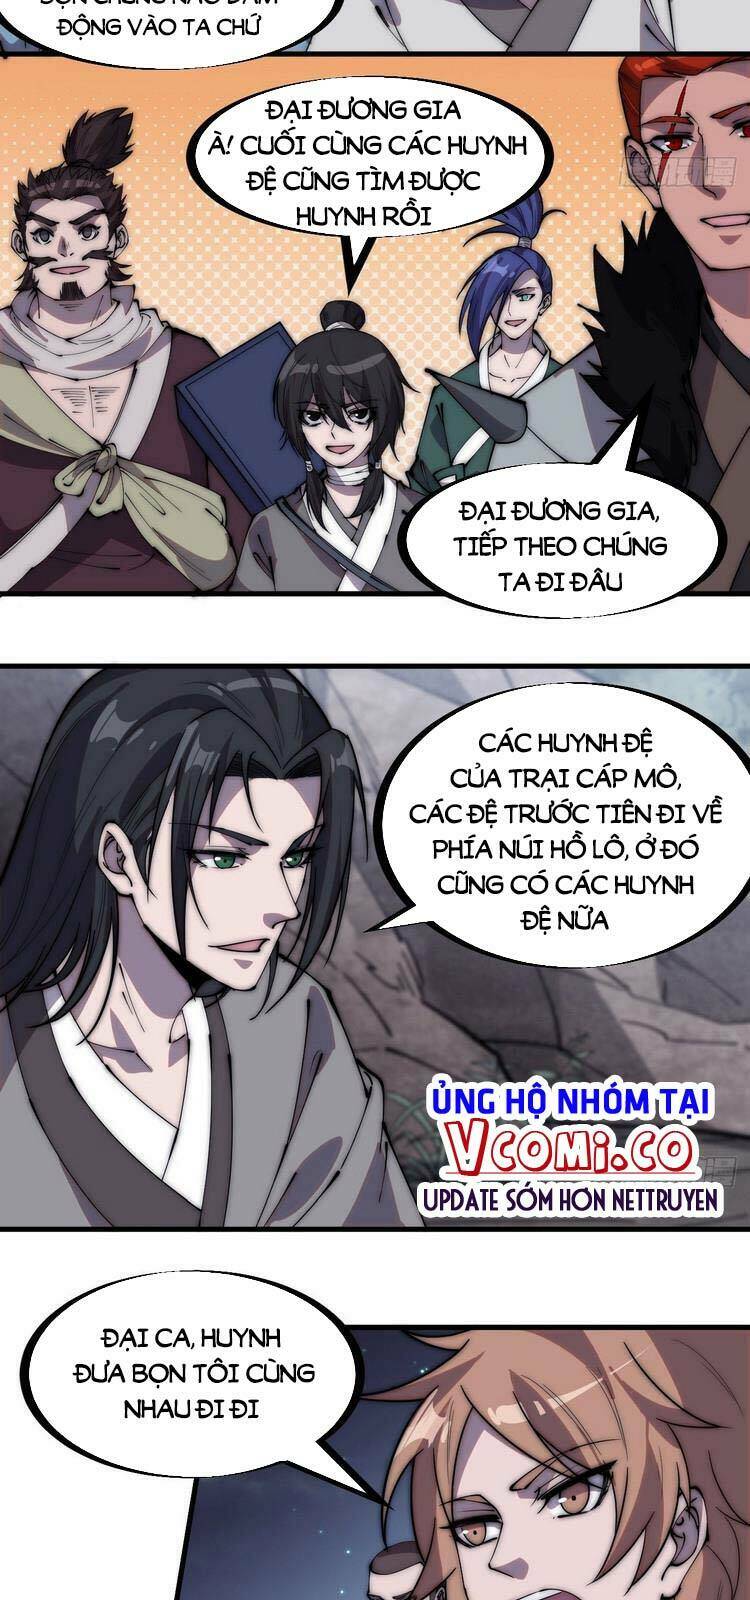 ĐỘNG VÀO TA CHỨ
ĐẠI ĐƯƠNG GIA
À! CUỐI CÙNG CÁC HUYNH
ĐỆ CŨNG TÌM ĐƯỢC
HUYNH RỒI
ĐẠI ĐƯƠNG GIA,
TIẾP THEO CHÚNG
TA ĐI ĐÂU
CÁC HUYNH ĐỆ
CỦA TRẠI CÁP MÔ,
CÁC ĐỆ TRƯỚC TIÊN ĐI VỀ
PHÍA NÚI HỒ LÔ, Ở ĐÓ
CŨNG CÓ CÁC HUYNH
ĐỆ NỮA
ỦNG HỘ NHÓM TẠI
VCOMI.CO
UPDATE SỚM HƠN NETTRUYEN
ĐẠI CA, HUYNH
ĐƯA BỌN TÔI CÙNG
NHAU ĐI ĐI